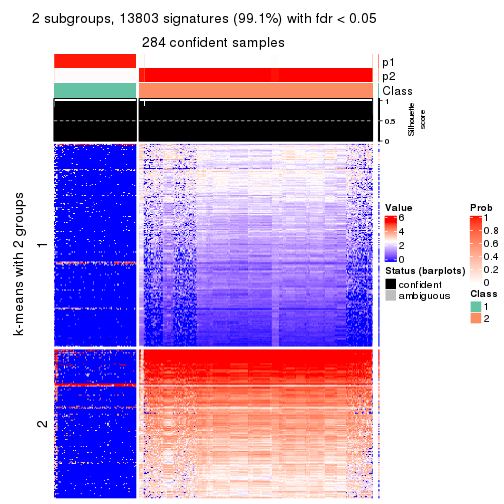 2 subgroups, 13803 signatures (99.1%) with fdr < 0.05
284 confident samples
p1
p2
Class
1
0.5
0
Silhouette
score
k-means with 2 groups
1
2
Value
6
4
2
0
Status (barplots)
confident
ambiguous
Prob
1
0.8
0.6
0.4
0.2
0
Class
1
2